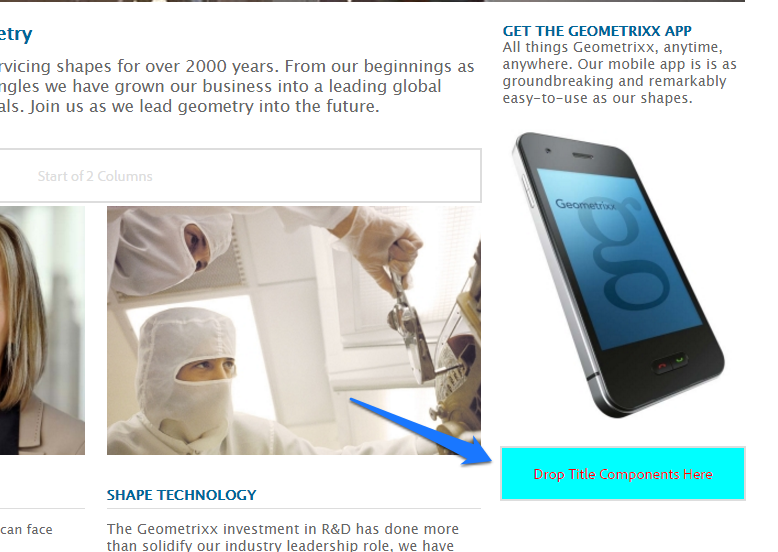 etry
rvicing shapes for over 2000 years. From our beginnings as
ngles we have grown our business into a leading global
als. Join us as we lead geometry into the future.
Start of 2 Columns
SHAPE TECHNOLOGY
can face
The Geometrixx investment in R&D has done more
than solidify our industry leadership role, we have
GET THE GEOMETRIXX APP
All things Geometrixx, anytime,
anywhere. Our mobile app is is as
groundbreaking and remarkably
easy-to-use as our shapes.
Geometrixx
g
Drop Title Components Here